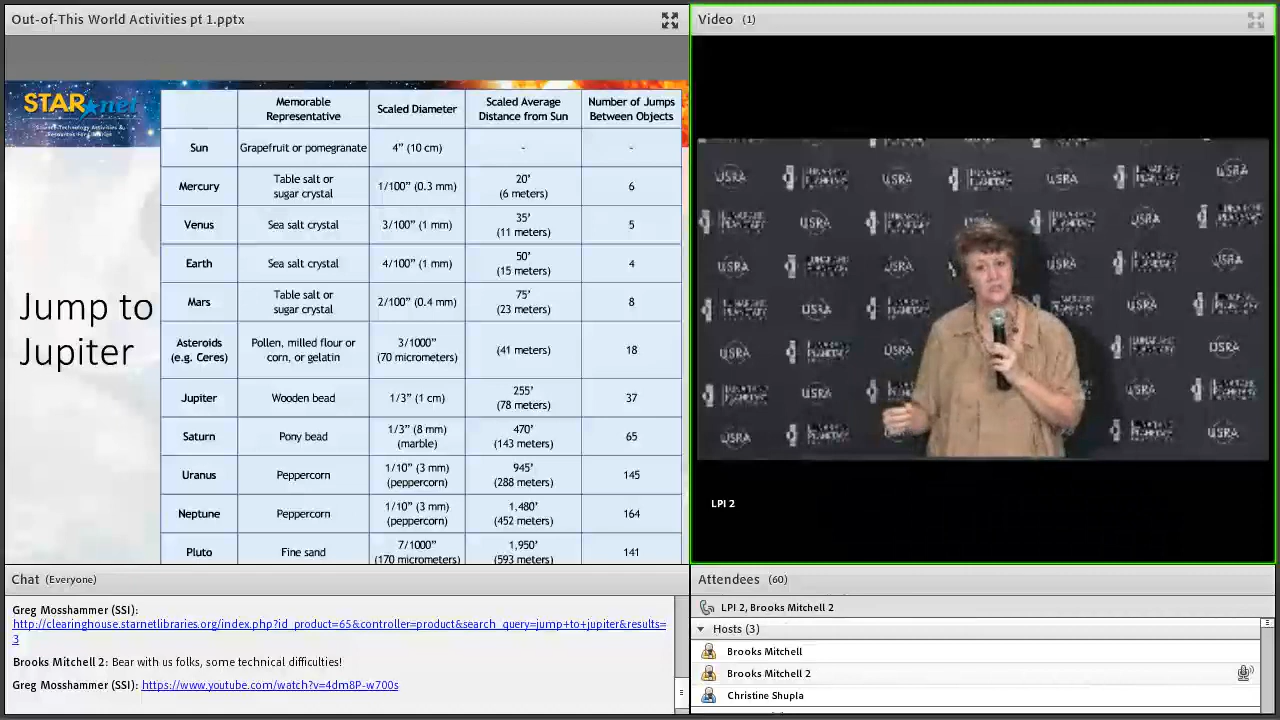 Out-of-This World Activities pt 1.pptx
STAR net
Science-Technology Activities &
Resources For Libraries
Jump to
Jupiter
Memorable Representative | Scaled Diameter | Scaled Average Distance from Sun | Number of Jumps Between Objects
Sun | Grapefruit or pomegranate | 4” (10 cm) | - | -
Mercury | Table salt or sugar crystal | 1/100” (0.3 mm) | 20’ (6 meters) | 6
Venus | Sea salt crystal | 3/100” (1 mm) | 35’ (11 meters) | 5
Earth | Sea salt crystal | 4/100” (1 mm) | 50’ (15 meters) | 4
Mars | Table salt or sugar crystal | 2/100” (0.4 mm) | 75’ (23 meters) | 8
Asteroids (e.g. Ceres) | Pollen, milled flour or corn, or gelatin | 3/1000” (70 micrometers) | (41 meters) | 18
Jupiter | Wooden bead | 1/3” (1 cm) | 255’ (78 meters) | 37
Saturn | Pony bead | 1/3” (8 mm) (marble) | 470’ (143 meters) | 65
Uranus | Peppercorn | 1/10” (3 mm) (peppercorn) | 945’ (288 meters) | 145
Neptune | Peppercorn | 1/10” (3 mm) (peppercorn) | 1,480’ (452 meters) | 164
Pluto | Fine sand | 7/1000” (170 micrometers) | 1,950’ (593 meters) | 141
Video (1)
USRA
LPI 2
Chat (Everyone)
Greg Mosshammer (SSI):
http://clearinghouse.starnetlibraries.org/index.php?id_product=65&controller=product&search_query=jump+to+jupiter&results=
3
Brooks Mitchell 2: Bear with us folks, some technical difficulties!
Greg Mosshammer (SSI): https://www.youtube.com/watch?v=4dm8P-w700s
Attendees (60)
LPI 2, Brooks Mitchell 2
Hosts (3)
Brooks Mitchell
Brooks Mitchell 2
Christine Shupla